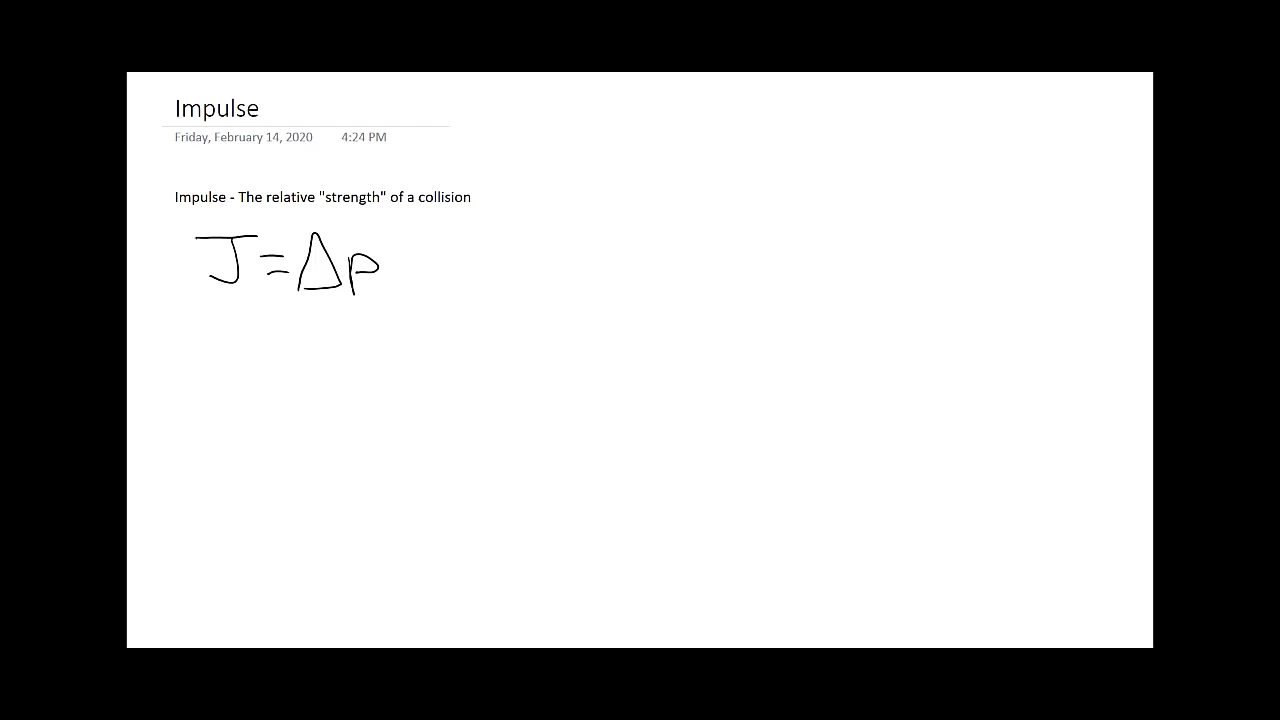 Impulse
Friday, February 14, 2020 4:24 PM
Impulse - The relative "strength" of a collision
J = Δp